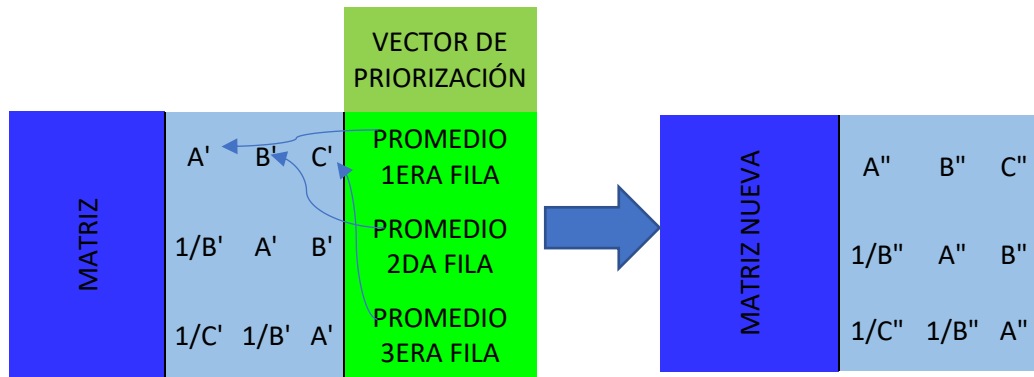 VECTOR DE
PRIORIZACIÓN
MATRIZ
A' B' C'
PROMEDIO
1ERA FILA
1/B' A' B'
PROMEDIO
2DA FILA
1/C' 1/B' A'
PROMEDIO
3ERA FILA
MATRIZ NUEVA
A" B" C"
1/B" A" B"
1/C" 1/B" A"